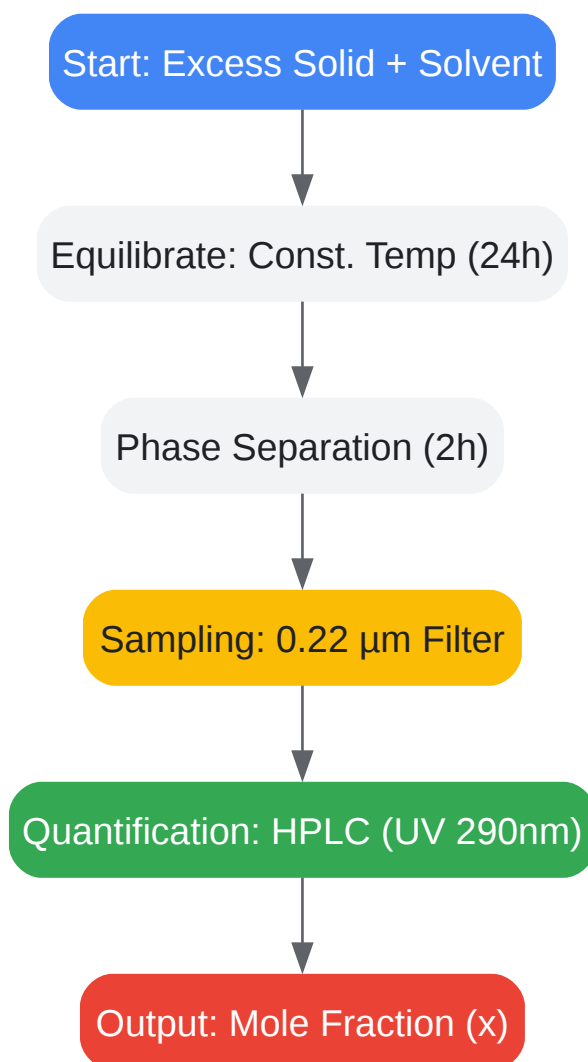 Start: Excess Solid + Solvent
Equilibrate: Const. Temp (24h)
Phase Separation (2h)
Sampling: 0.22 µm Filter
Quantification: HPLC (UV 290nm)
Output: Mole Fraction (x)